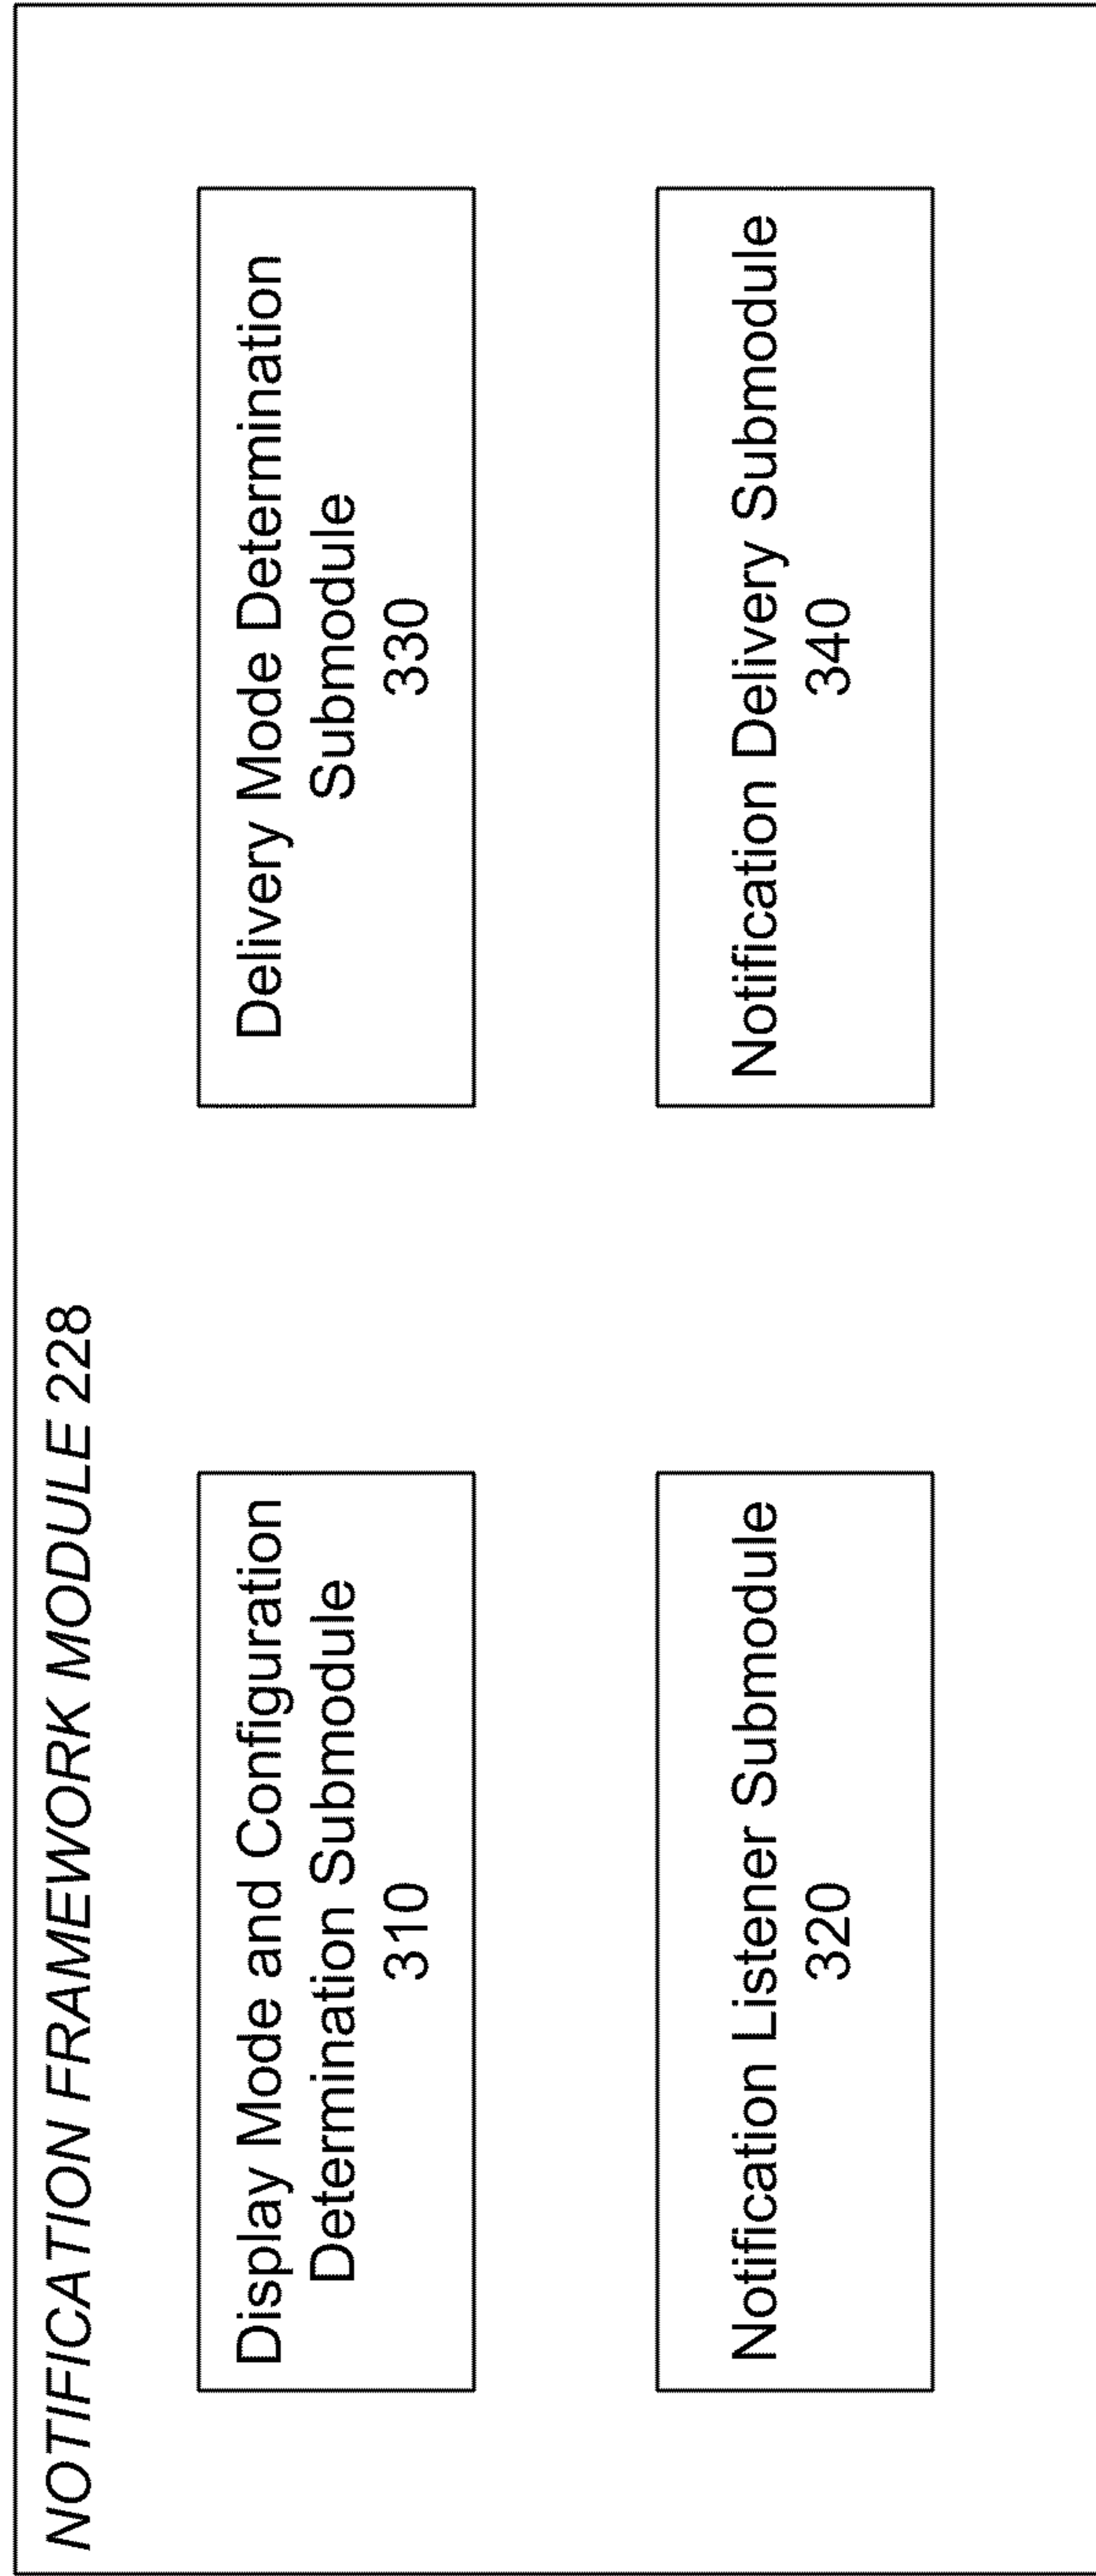 NOTIFICATION FRAMEWORK MODULE 228
Display Mode and Configuration
Determination Submodule
310
Delivery Mode Determination
Submodule
330
Notification Listener Submodule
320
Notification Delivery Submodule
340